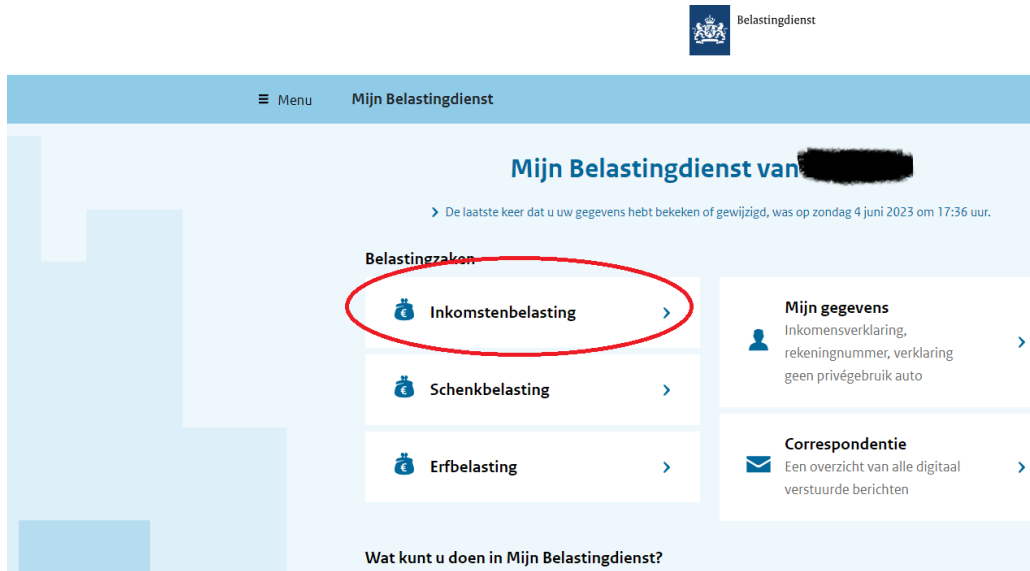 Belastingdienst
Menu
Mijn Belastingdienst
Mijn Belastingdienst van
De laatste keer dat u uw gegevens hebt bekeken of gewijzigd, was op zondag 4 juni 2023 om 17:36 uur.
Belastingzaken
€ Inkomstenbelasting
€ Schenkbelasting
€ Erfbelasting
Mijn gegevens
Inkomensverklaring,
rekeningnummer, verklaring
geen privégebruik auto
Correspondentie
Een overzicht van alle digitaal
verstuurde berichten
Wat kunt u doen in Mijn Belastingdienst?